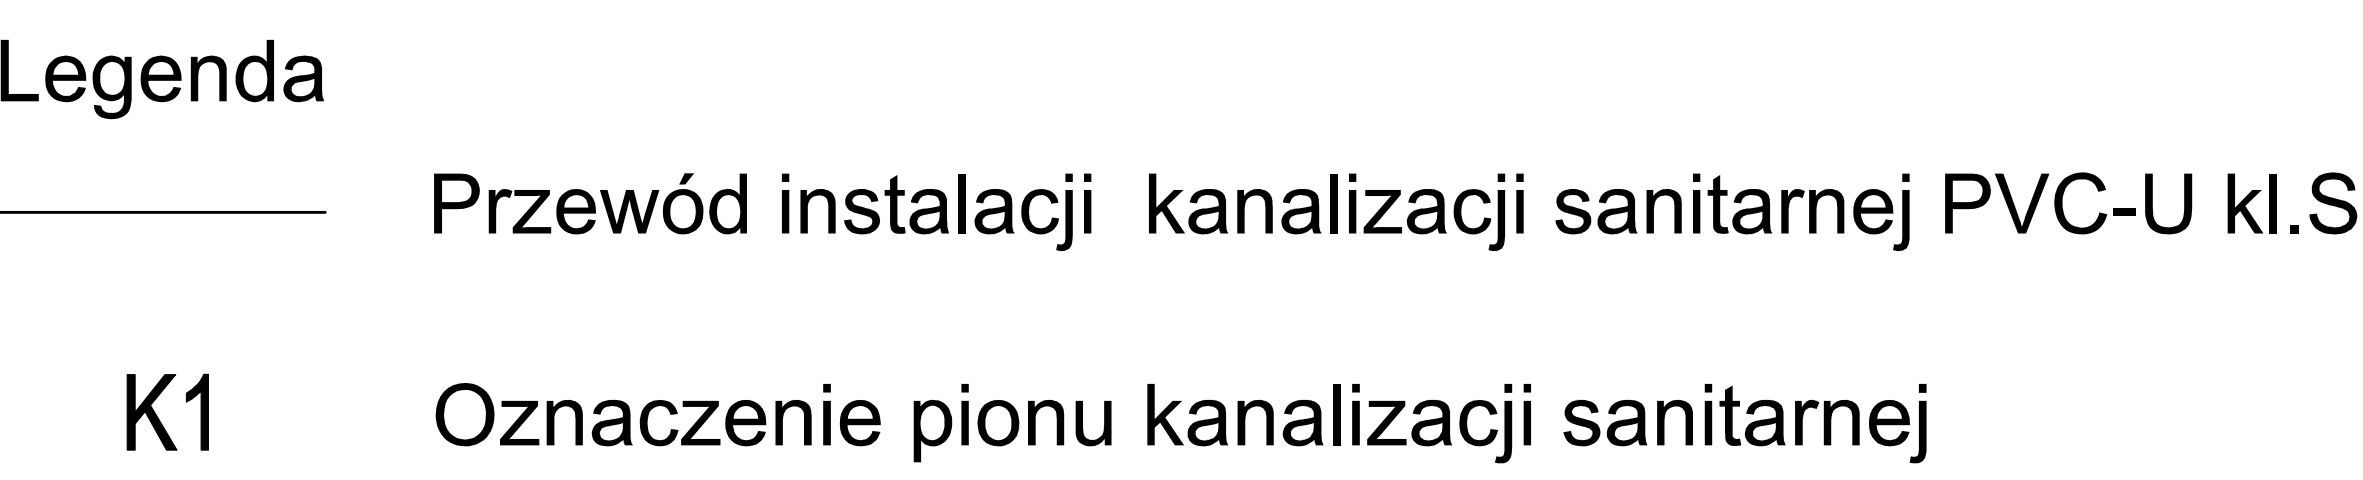 Legenda
Przewód instalacji kanalizacji sanitarnej PVC-U kl.S
K1 Oznaczenie pionu kanalizacji sanitarnej